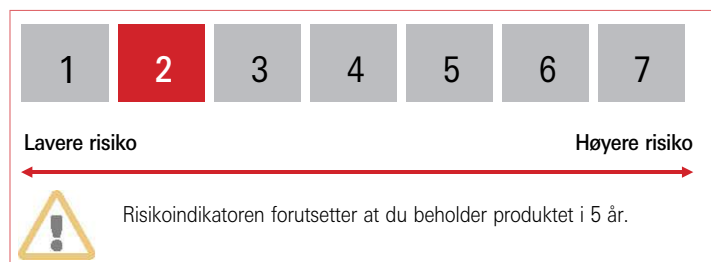 1 2 3 4 5 6 7
Lavere risiko Høyere risiko
Risikoindikatoren forutsetter at du beholder produktet i 5 år.